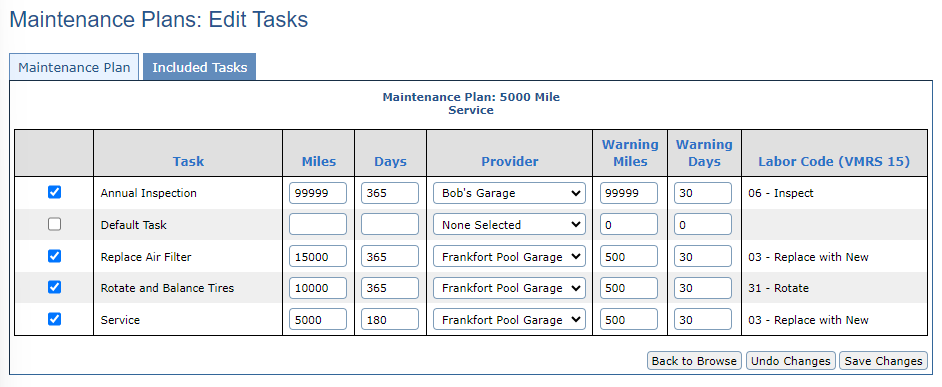 Maintenance Plans: Edit Tasks
Maintenance Plan Included Tasks
Maintenance Plan: 5000 Mile
Service
Task Miles Days Provider Warning Miles Warning Days Labor Code (VMRS 15)
Annual Inspection 99999 365 Bob's Garage 99999 30 06 - Inspect
Default Task None Selected 0 0
Replace Air Filter 15000 365 Frankfort Pool Garage 500 30 03 - Replace with New
Rotate and Balance Tires 10000 365 Frankfort Pool Garage 500 30 31 - Rotate
Service 5000 180 Frankfort Pool Garage 500 30 03 - Replace with New
Back to Browse Undo Changes Save Changes